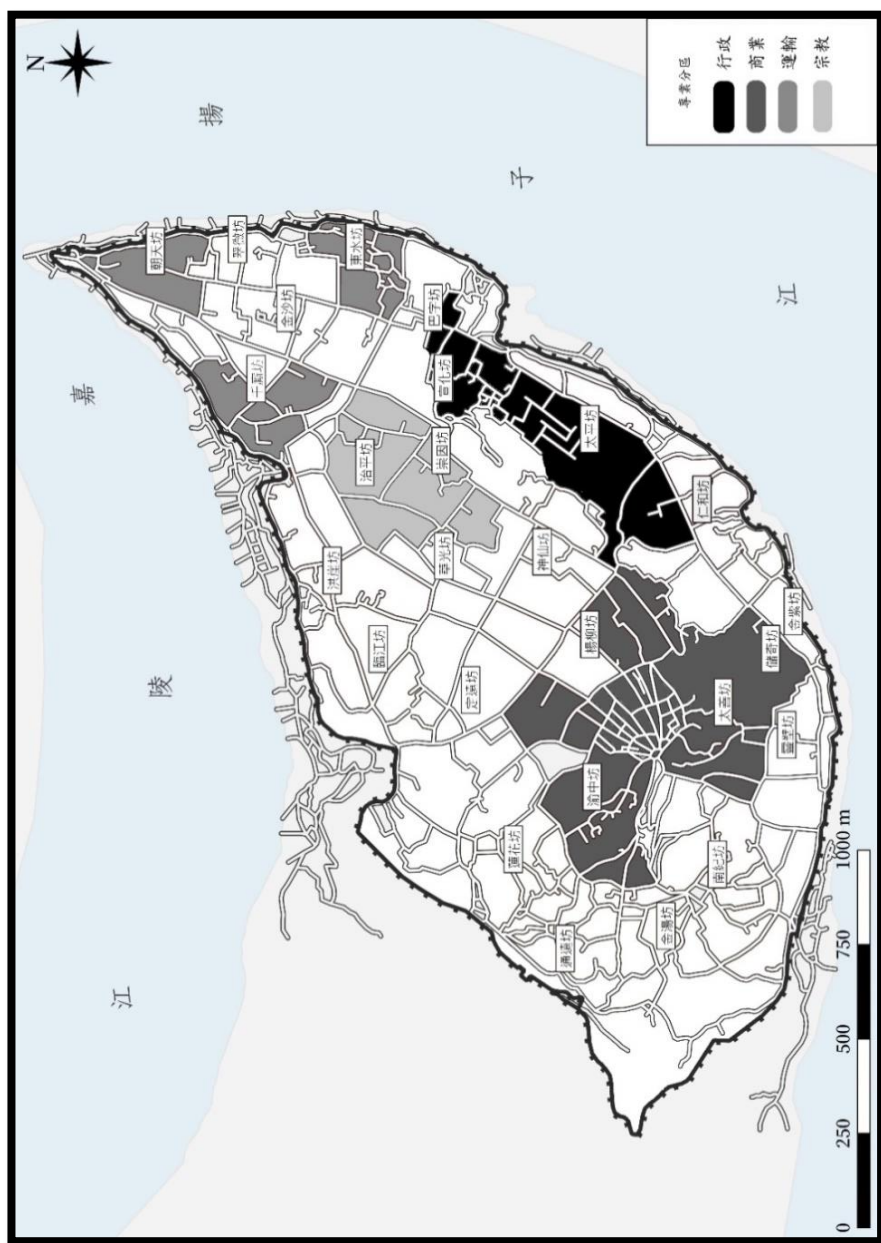 N
嘉
陵
江
揚
子
江
朝天坊
翠微坊
金沙坊
東水坊
千廝坊
洪崖坊
臨江坊
治平坊
崇因坊
巴字坊
華光坊
宣化坊
定遠坊
神仙坊
蓮花坊
通遠坊
楊柳坊
太平坊
渝中坊
仁和坊
金湯坊
南紀坊
太善坊
儲奇坊
金紫坊
靈壁坊
0 250 500 750 1000 m
專業分區
行政
商業
運輸
宗教